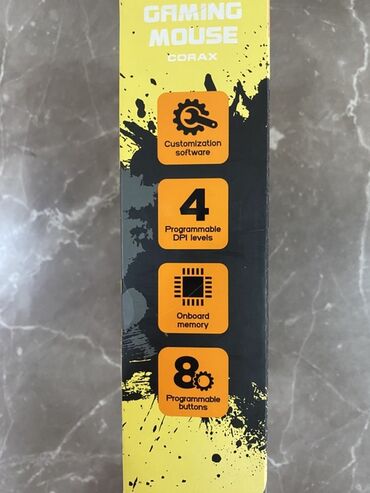 GAMING
MOUSE
CORAX
Customization
software
4
Programmable
DPI levels
Onboard
memory
8
Programmable
buttons